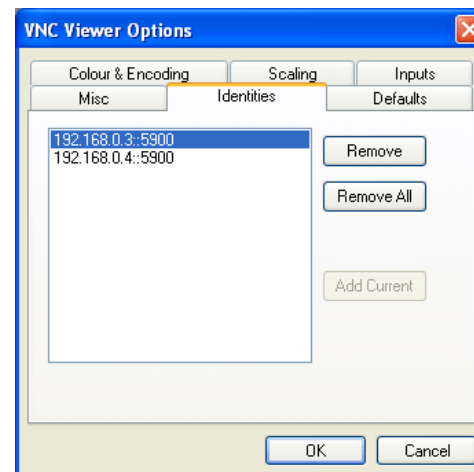 VNC Viewer Options
Colour & Encoding Scaling Inputs
Misc Identities Defaults
192.168.0.3::5900
192.168.0.4::5900
Remove
Remove All
Add Current
OK Cancel